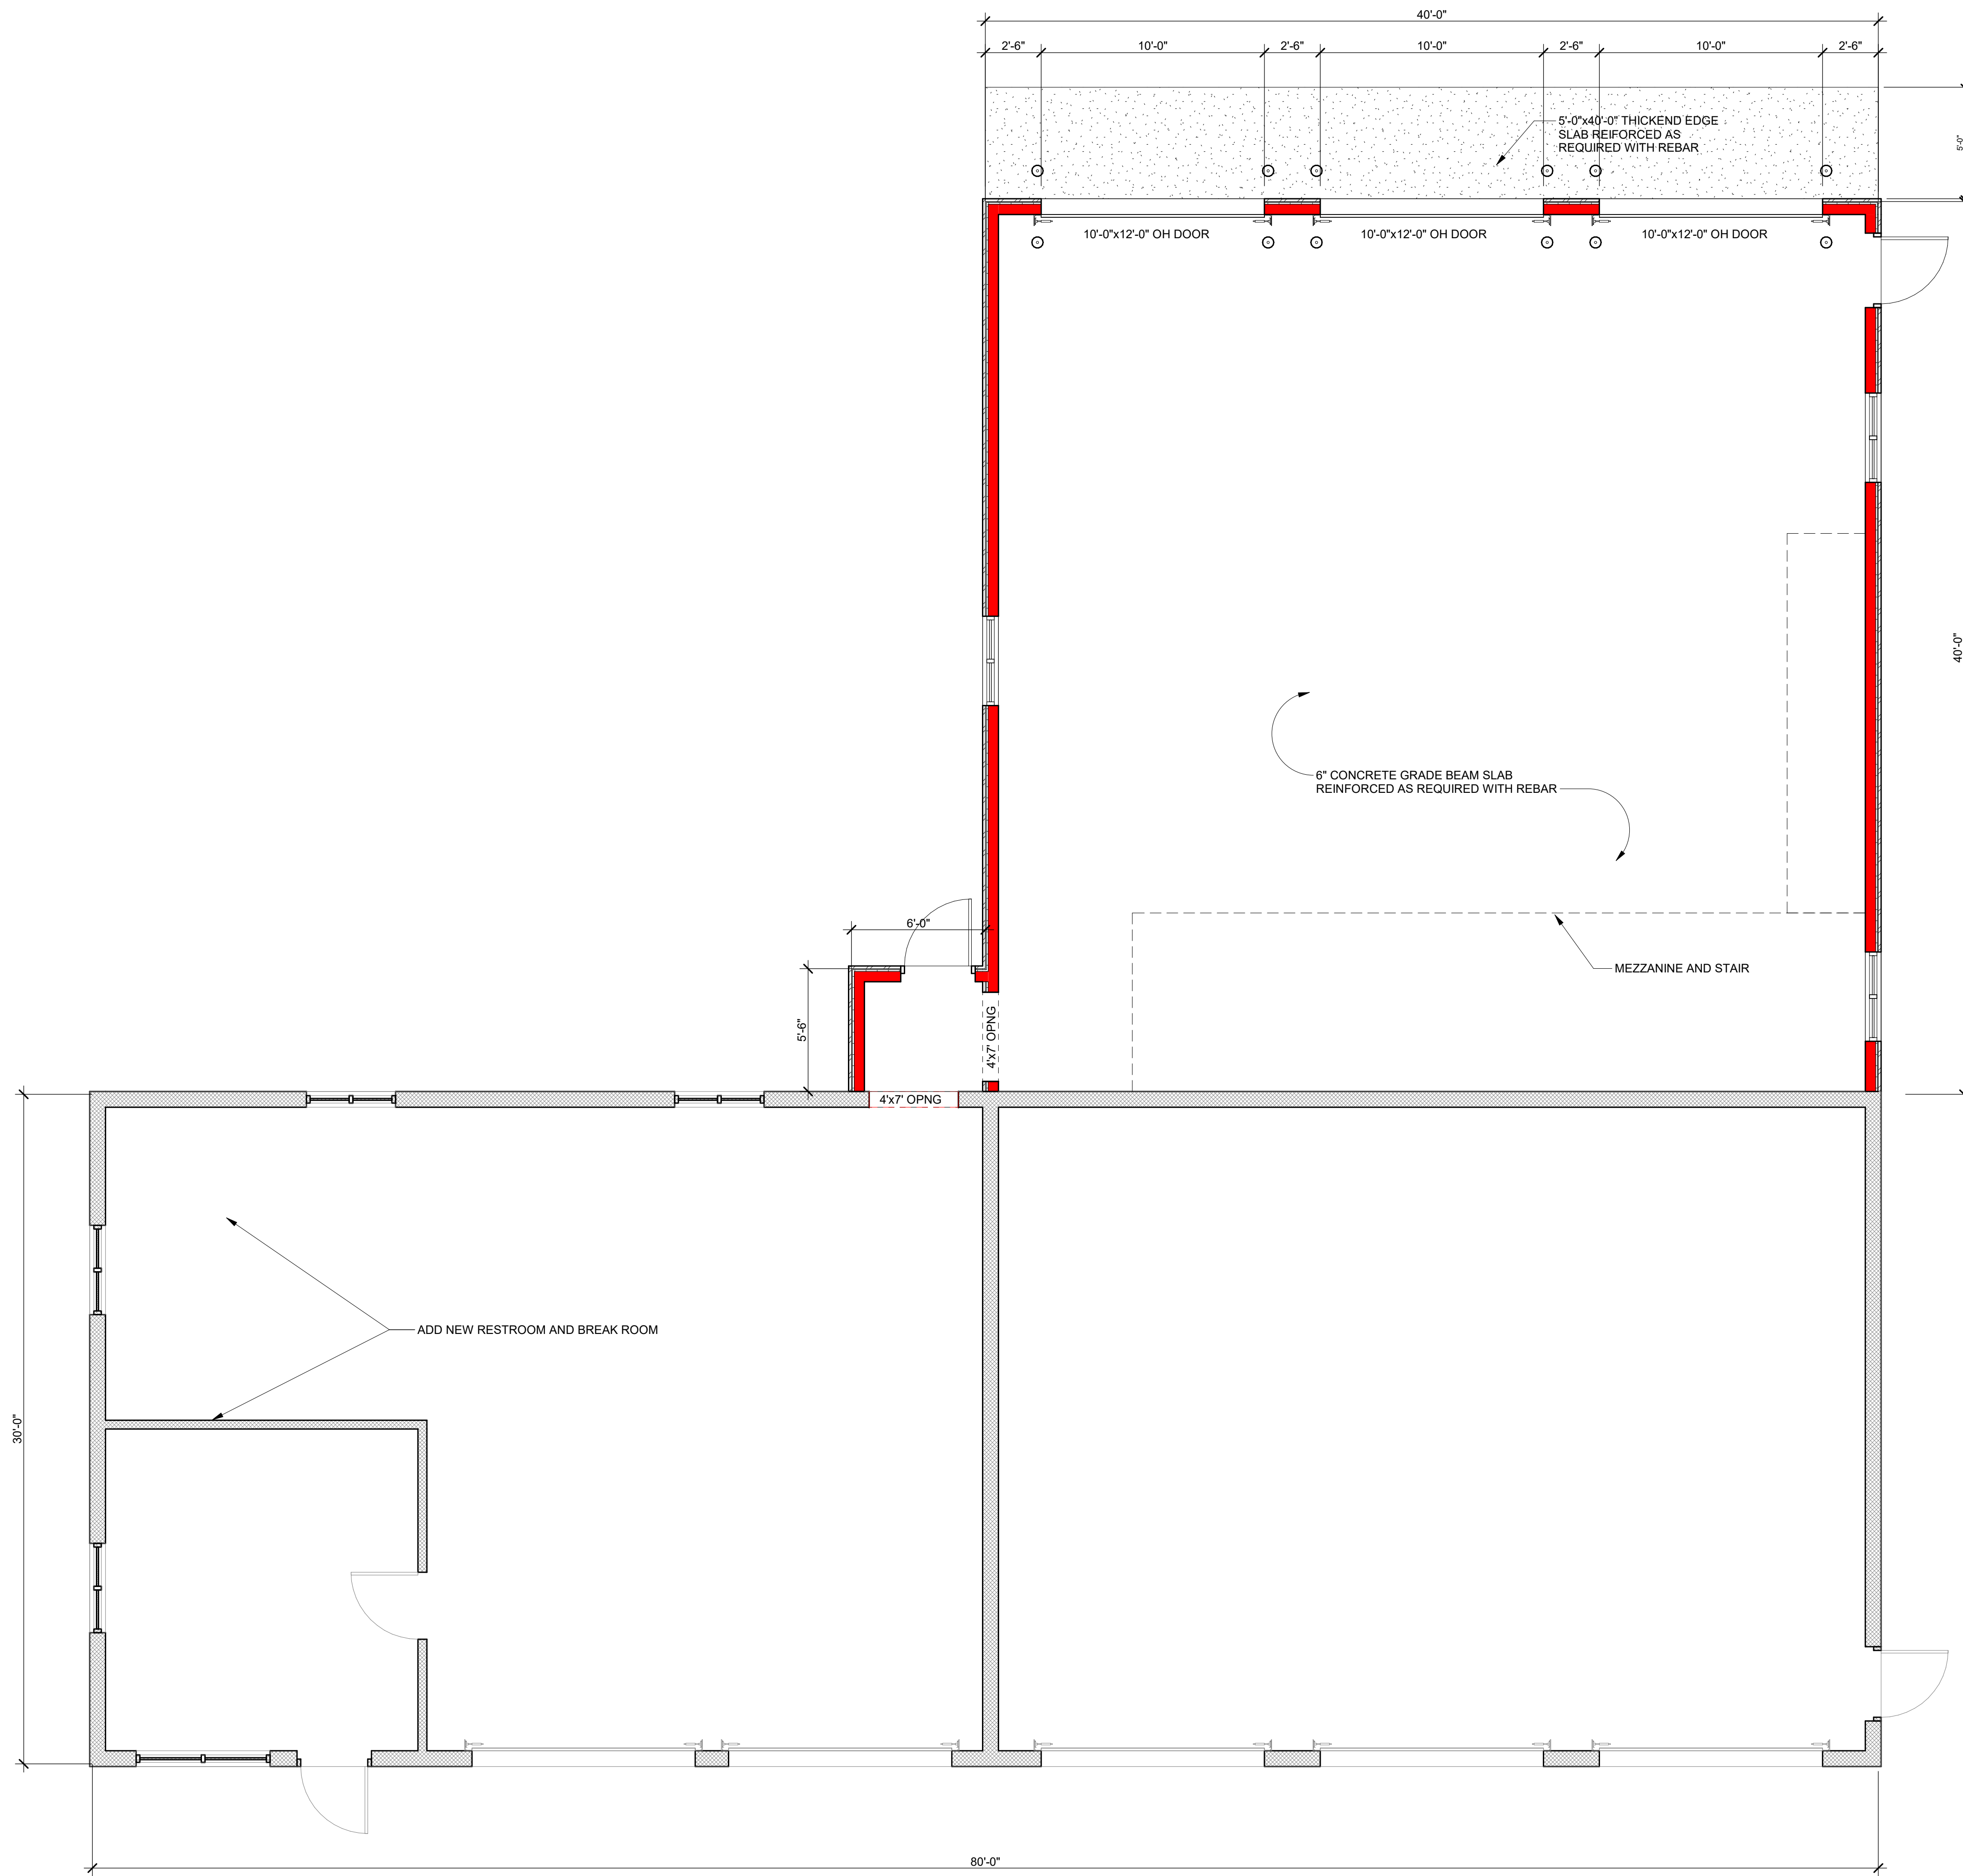 40'-0"
2'-6" 10'-0" 2'-6" 10'-0" 2'-6" 10'-0" 2'-6"
5'-0"x40'-0" THICKEND EDGE
SLAB REIFORCED AS
REQUIRED WITH REBAR
5'-0"
10'-0"x12'-0" OH DOOR 10'-0"x12'-0" OH DOOR 10'-0"x12'-0" OH DOOR
40'-0"
6" CONCRETE GRADE BEAM SLAB
REINFORCED AS REQUIRED WITH REBAR
6'-0"
MEZZANINE AND STAIR
5'-6"
4'x7' OPNG
4'x7' OPNG
ADD NEW RESTROOM AND BREAK ROOM
30'-0"
80'-0"